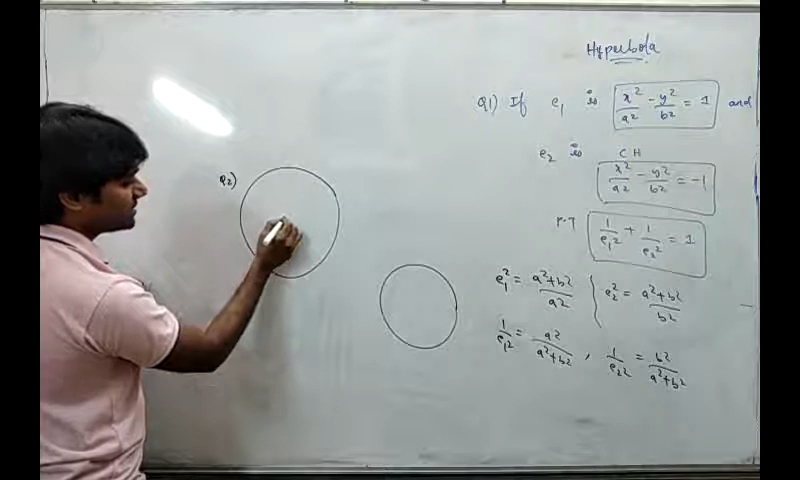 Hyperbola
Q1) If e₁ is x²/a² - y²/b² = 1 and
e₂ is CH
x²/a² - y²/b² = -1
P.T 1/e₁² + 1/e₂² = 1
Q2)
e₁² = a²+b²/a² e₂² = a²+b²/b²
1/e₁² = a²/a²+b² , 1/e₂² = b²/a²+b²